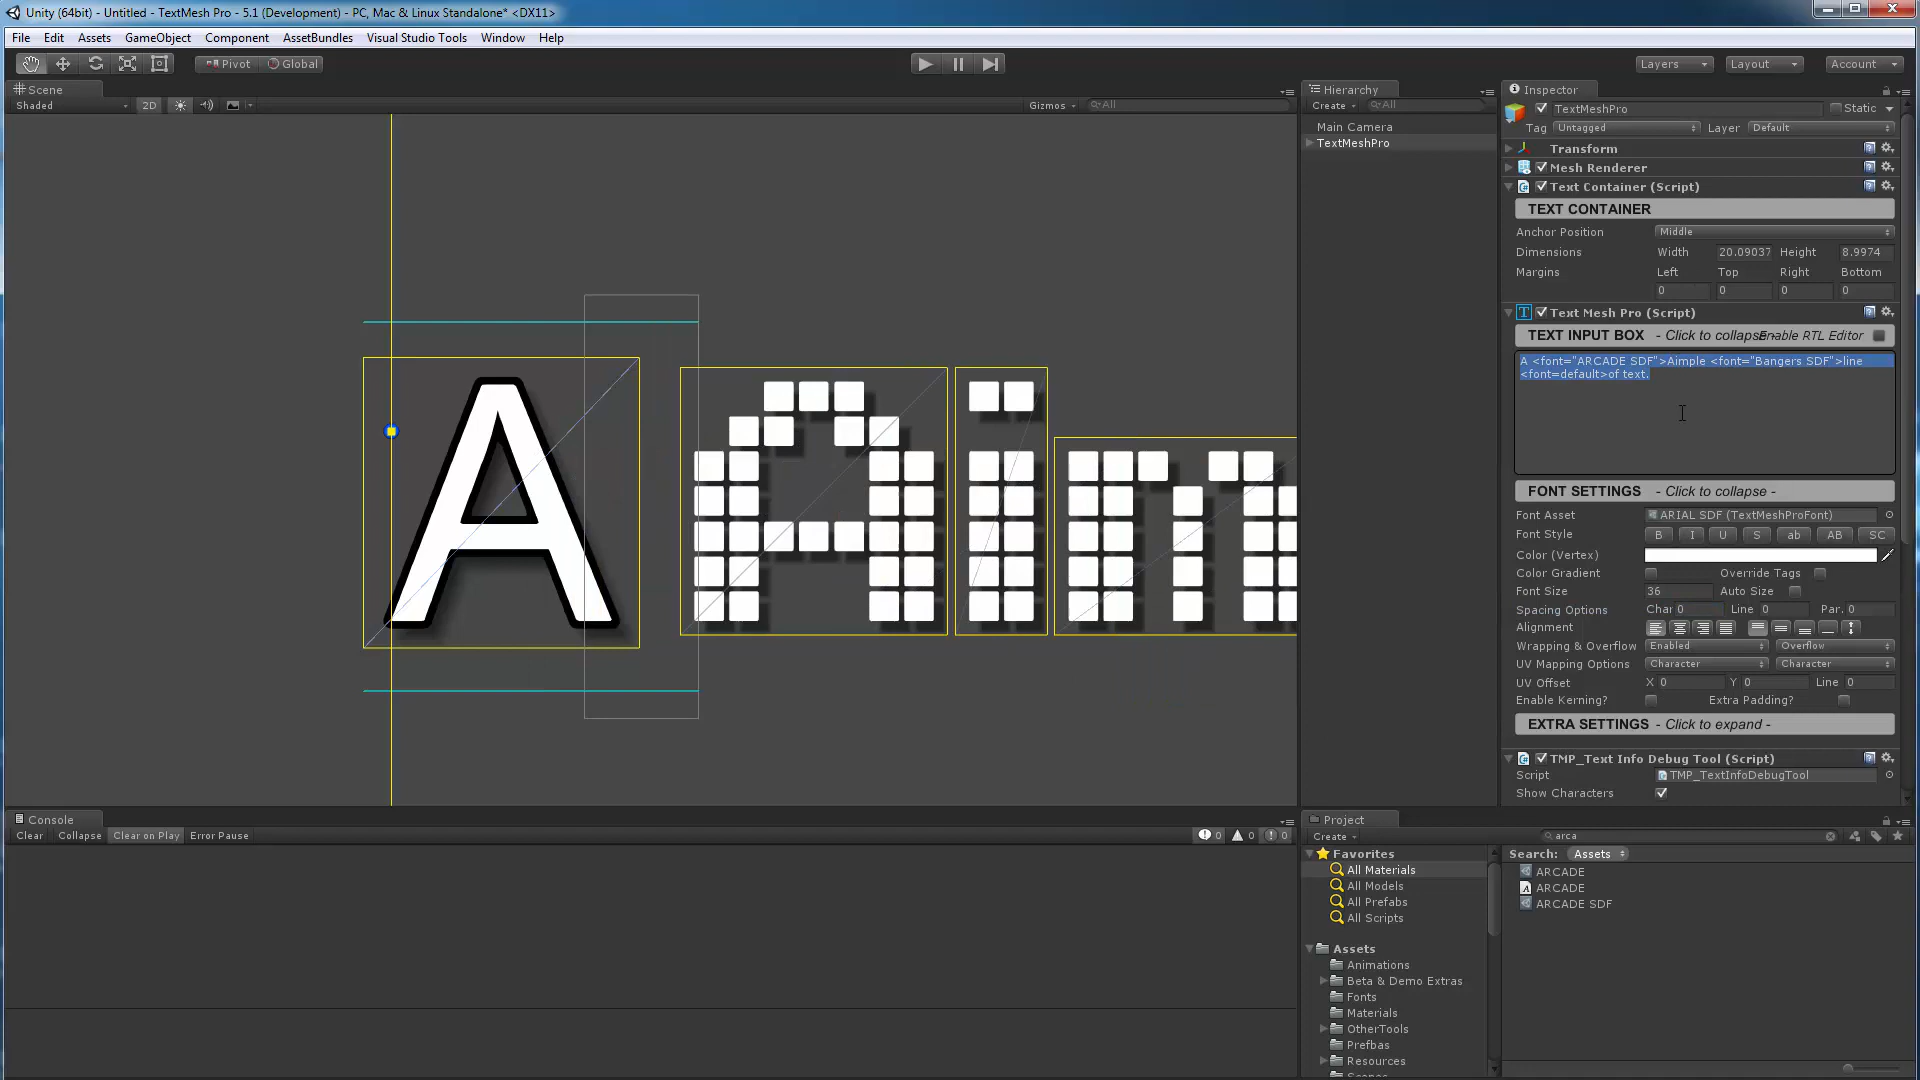 Unity (64bit) - Untitled - TextMesh Pro - 5.1 (Development) - PC, Mac & Linux Standalone* <DX11>
File Edit Assets GameObject Component AssetBundles Visual Studio Tools Window Help
Pivot Global Layers Layout Account
Scene
Shaded 2D Gizmos All
A Aim
Hierarchy
Create All
Main Camera
TextMeshPro
Inspector
TextMeshPro Static
Tag Untagged Layer Default
Transform
Mesh Renderer
Text Container (Script)
TEXT CONTAINER
Anchor Position Middle
Dimensions Width 20.09037 Height 8.9974
Margins Left Top Right Bottom
0 0 0 0
Text Mesh Pro (Script)
TEXT INPUT BOX - Click to collapse - Enable RTL Editor
A <font="ARCADE SDF">Aimple <font="Bangers SDF">line
<font=default>of text.
FONT SETTINGS - Click to collapse -
Font Asset ARIAL SDF (TextMeshProFont)
Font Style B I U S ab AB SC
Color (Vertex)
Color Gradient Override Tags
Font Size 36 Auto Size
Spacing Options Char 0 Line 0 Par. 0
Alignment
Wrapping & Overflow Enabled Overflow
UV Mapping Options Character Character
UV Offset X 0 Y 0 Line 0
Enable Kerning? Extra Padding?
EXTRA SETTINGS - Click to expand -
TMP_Text Info Debug Tool (Script)
Script TMP_TextInfoDebugTool
Show Characters
Console
Clear Collapse Clear on Play Error Pause 0 0 0
Project
Create arca
Favorites
All Materials
All Models
All Prefabs
All Scripts
Assets
Animations
Beta & Demo Extras
Fonts
Materials
OtherTools
Prefbas
Resources
Search: Assets
ARCADE
ARCADE
ARCADE SDF